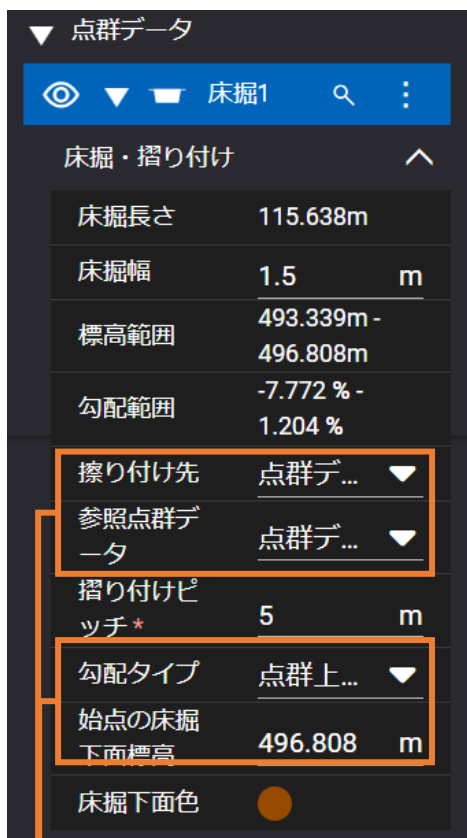 点群データ
床掘1
床掘・摺り付け
床掘長さ 115.638m
床掘幅 1.5 m
標高範囲 493.339m -
496.808m
勾配範囲 -7.772 % -
1.204 %
擦り付け先 点群デ...
参照点群デ
ータ 点群デ...
摺り付けピ
ッチ* 5 m
勾配タイプ 点群上...
始点の床掘
下面標高 496.808 m
床掘下面色